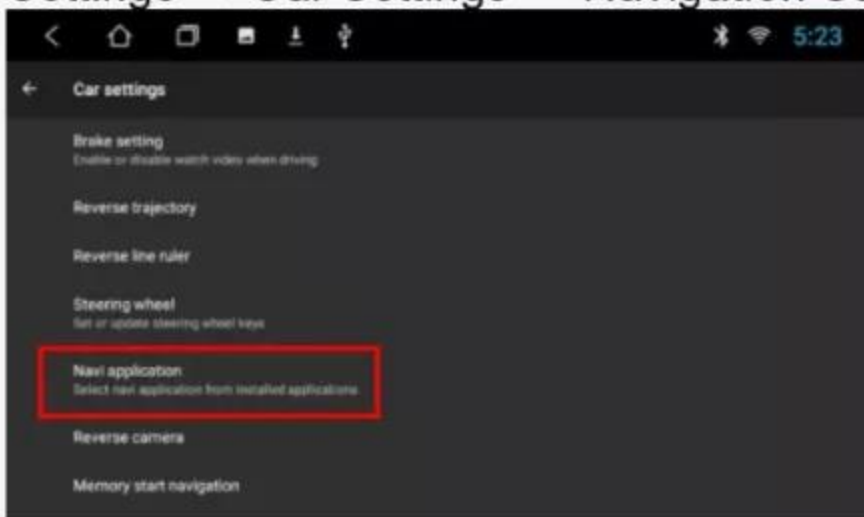 5:23
Car settings
Brake setting
Enable or disable watch video when driving
Reverse trajectory
Reverse line ruler
Steering wheel
Set or update steering wheel keys
Navi application
Select navi application from installed applications
Reverse camera
Memory start navigation